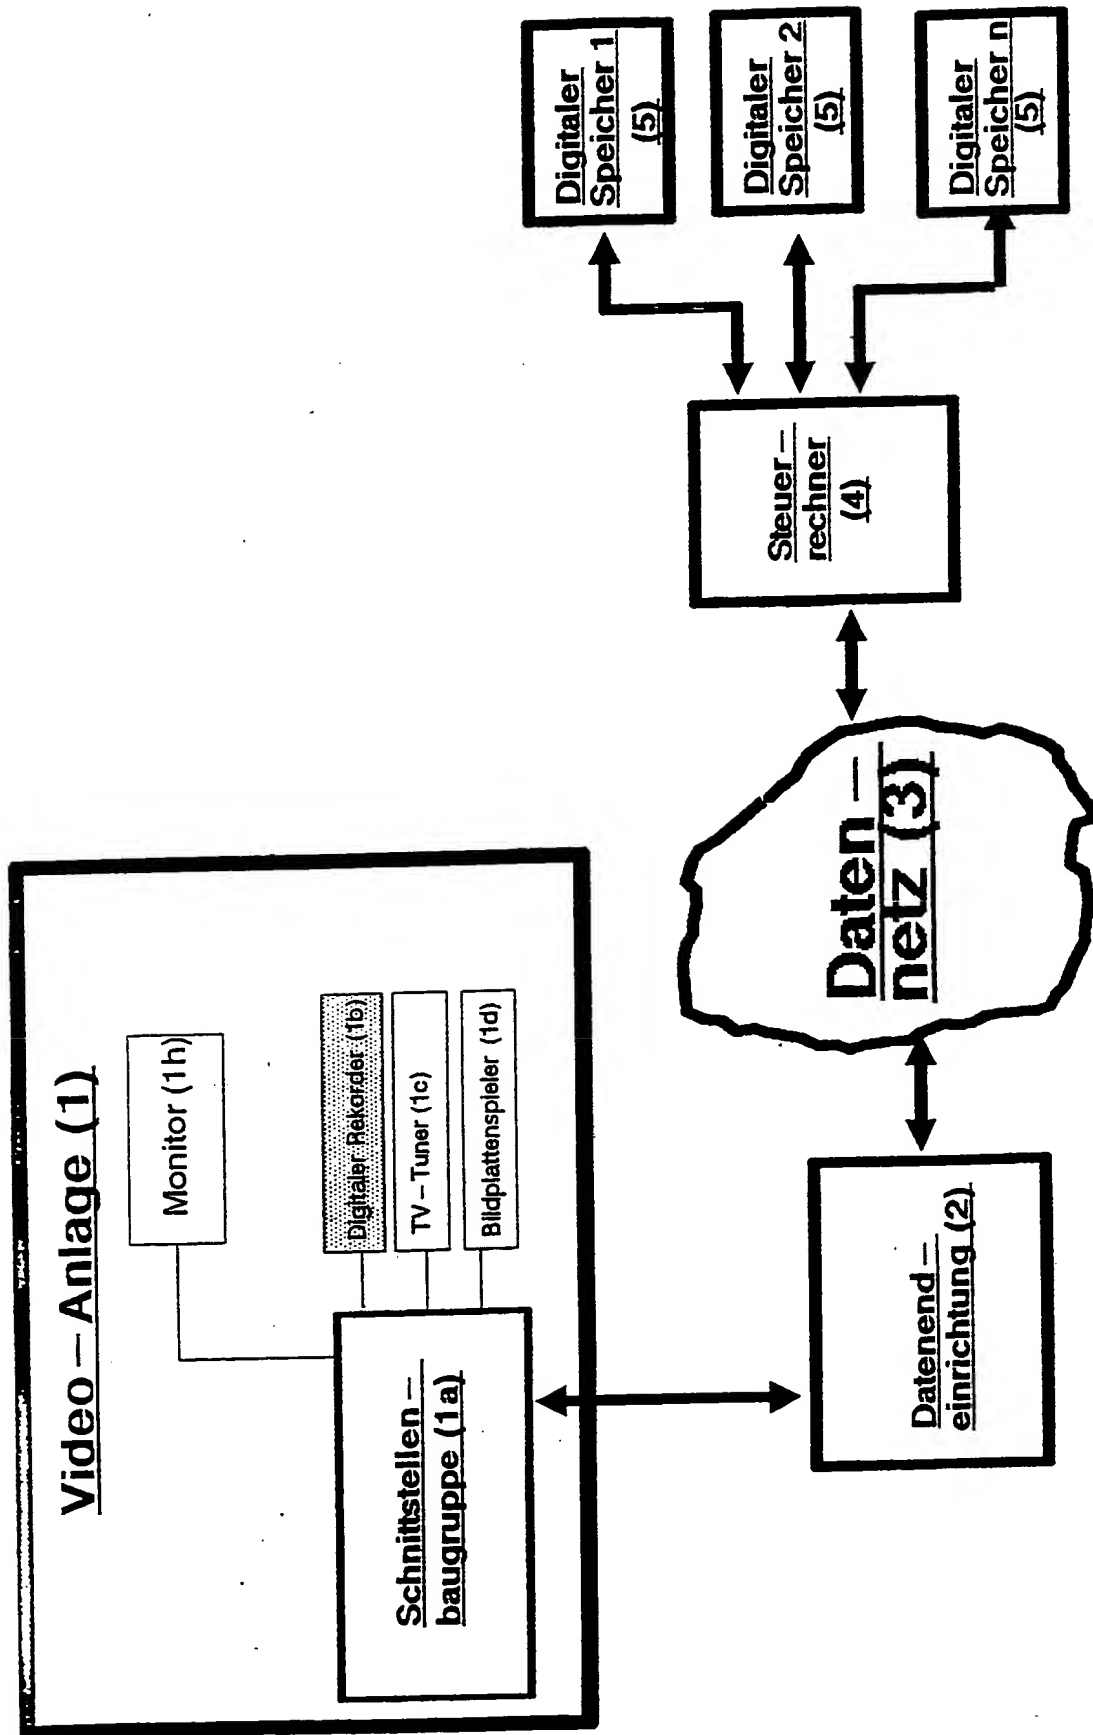 Video–Anlage (1)
Monitor (1h)
Digitaler Rekorder (1b)
TV–Tuner (1c)
Bildplattenspieler (1d)
Schnittstellen–
baugruppe (1a)
Datenend–
einrichtung (2)
Daten–
netz (3)
Steuer–
rechner
(4)
Digitaler
Speicher 1
(5)
Digitaler
Speicher 2
(5)
Digitaler
Speicher n
(5)